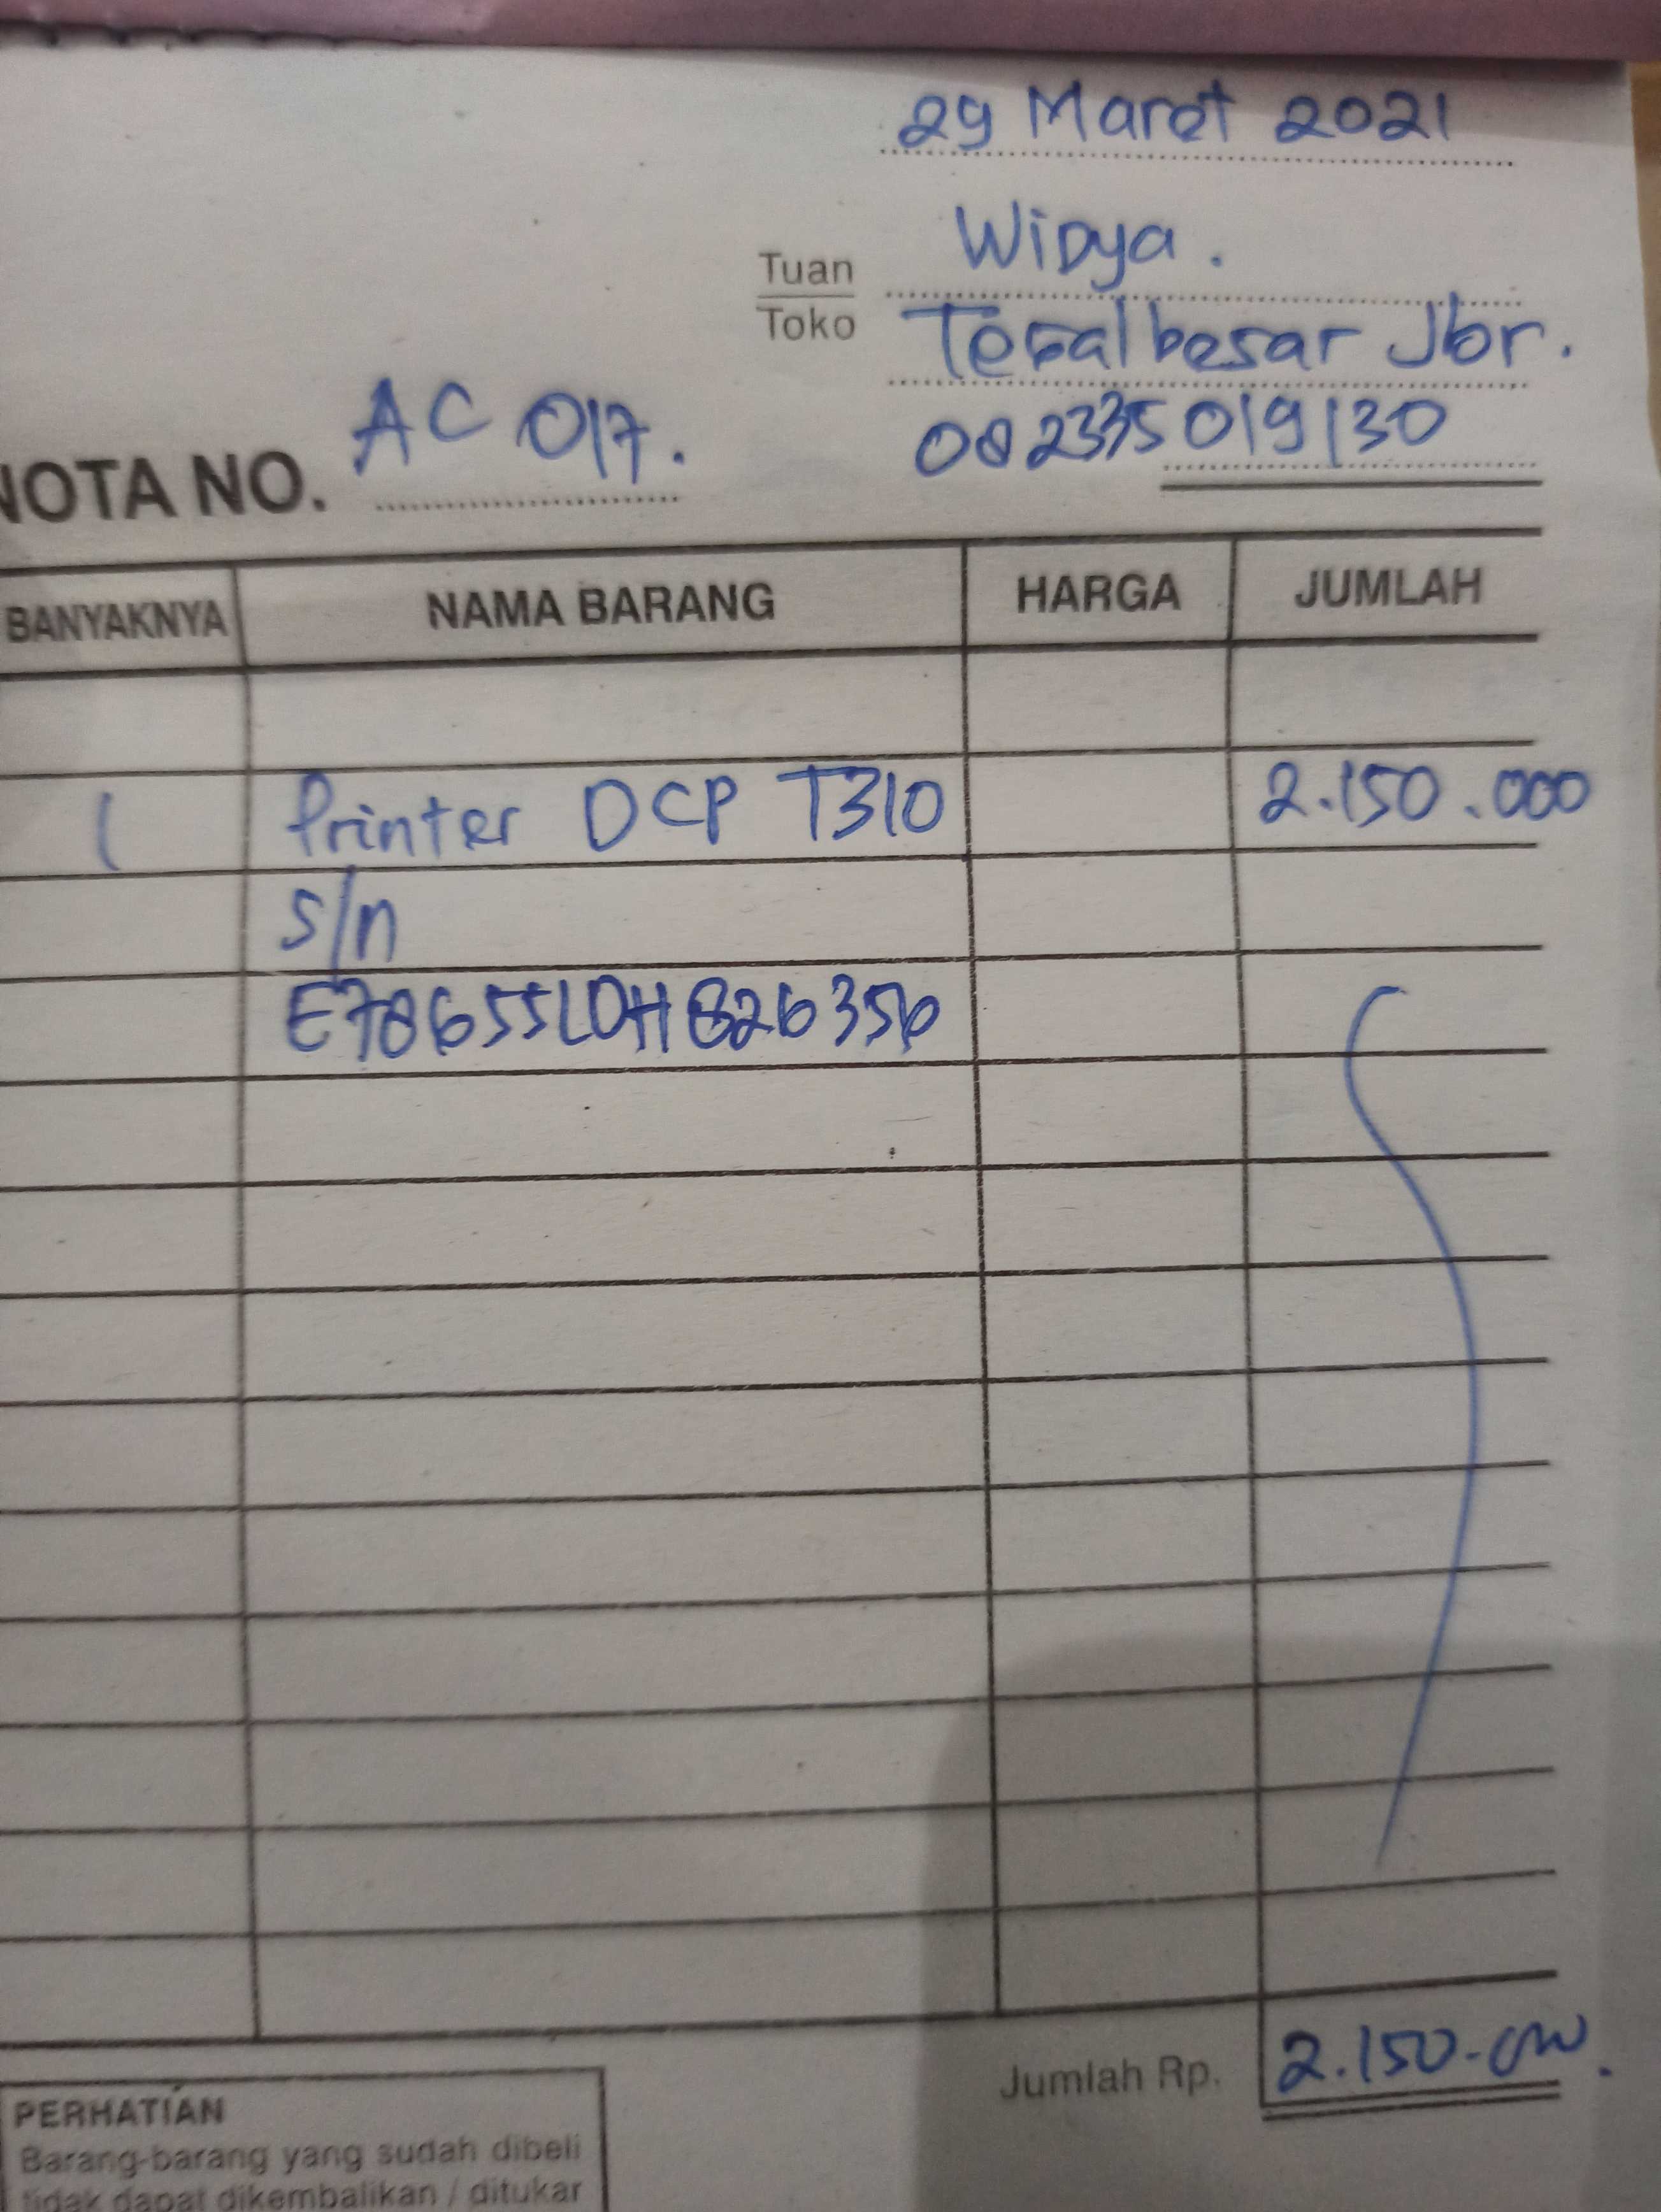 29 Maret 2021
Tuan Widya.
Toko Tegalbesar Jbr.
082335019130
NOTA NO. AC 017.
BANYAKNYA NAMA BARANG HARGA JUMLAH
1 Printer DCP T310 2.150.000
s/n
E78655L0H826356
Jumlah Rp. 2.150.000.
PERHATIAN
Barang-barang yang sudah dibeli
tidak dapat dikembalikan / ditukar